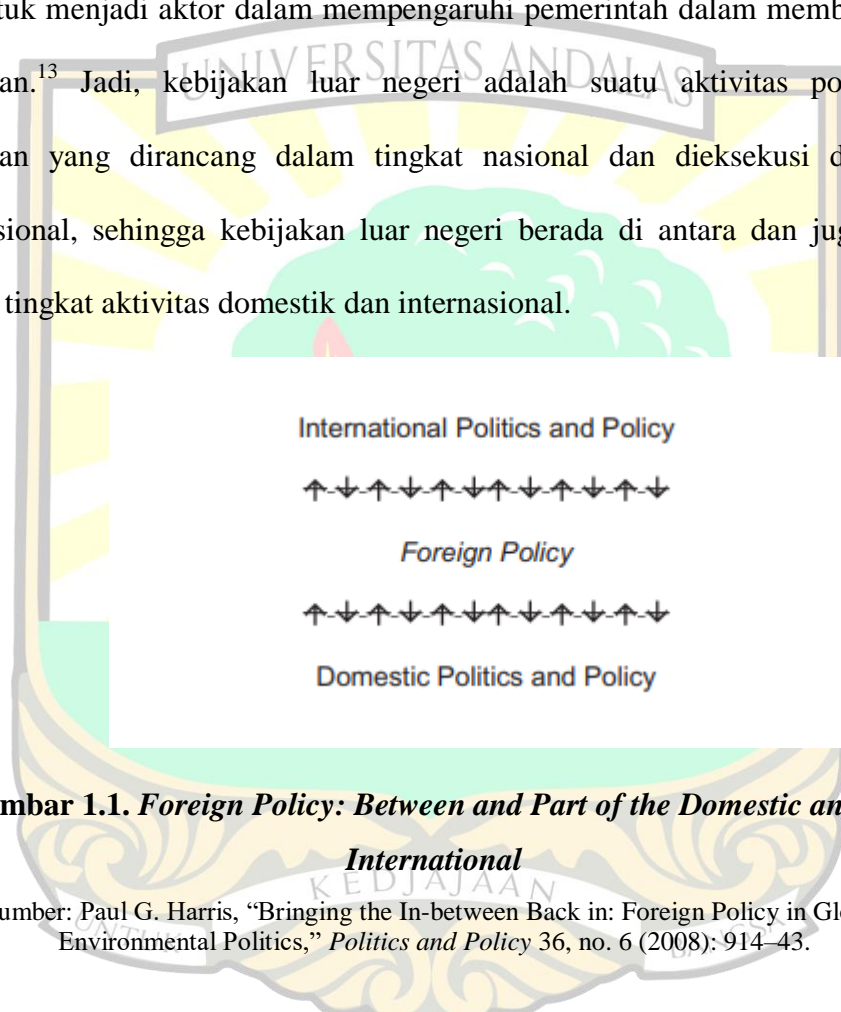 tuk menjadi aktor dalam mempengaruhi pemerintah dalam memb
UNIVERSITAS ANDALAS
an.13 Jadi, kebijakan luar negeri adalah suatu aktivitas po
an yang dirancang dalam tingkat nasional dan dieksekusi d
sional, sehingga kebijakan luar negeri berada di antara dan jug
tingkat aktivitas domestik dan internasional.
International Politics and Policy
Foreign Policy
Domestic Politics and Policy
mbar 1.1. Foreign Policy: Between and Part of the Domestic an
International
KEDJAJAAN
umber: Paul G. Harris, “Bringing the In-between Back in: Foreign Policy in Glo
Environmental Politics,” Politics and Policy 36, no. 6 (2008): 914–43.
UNTUK BANGSA